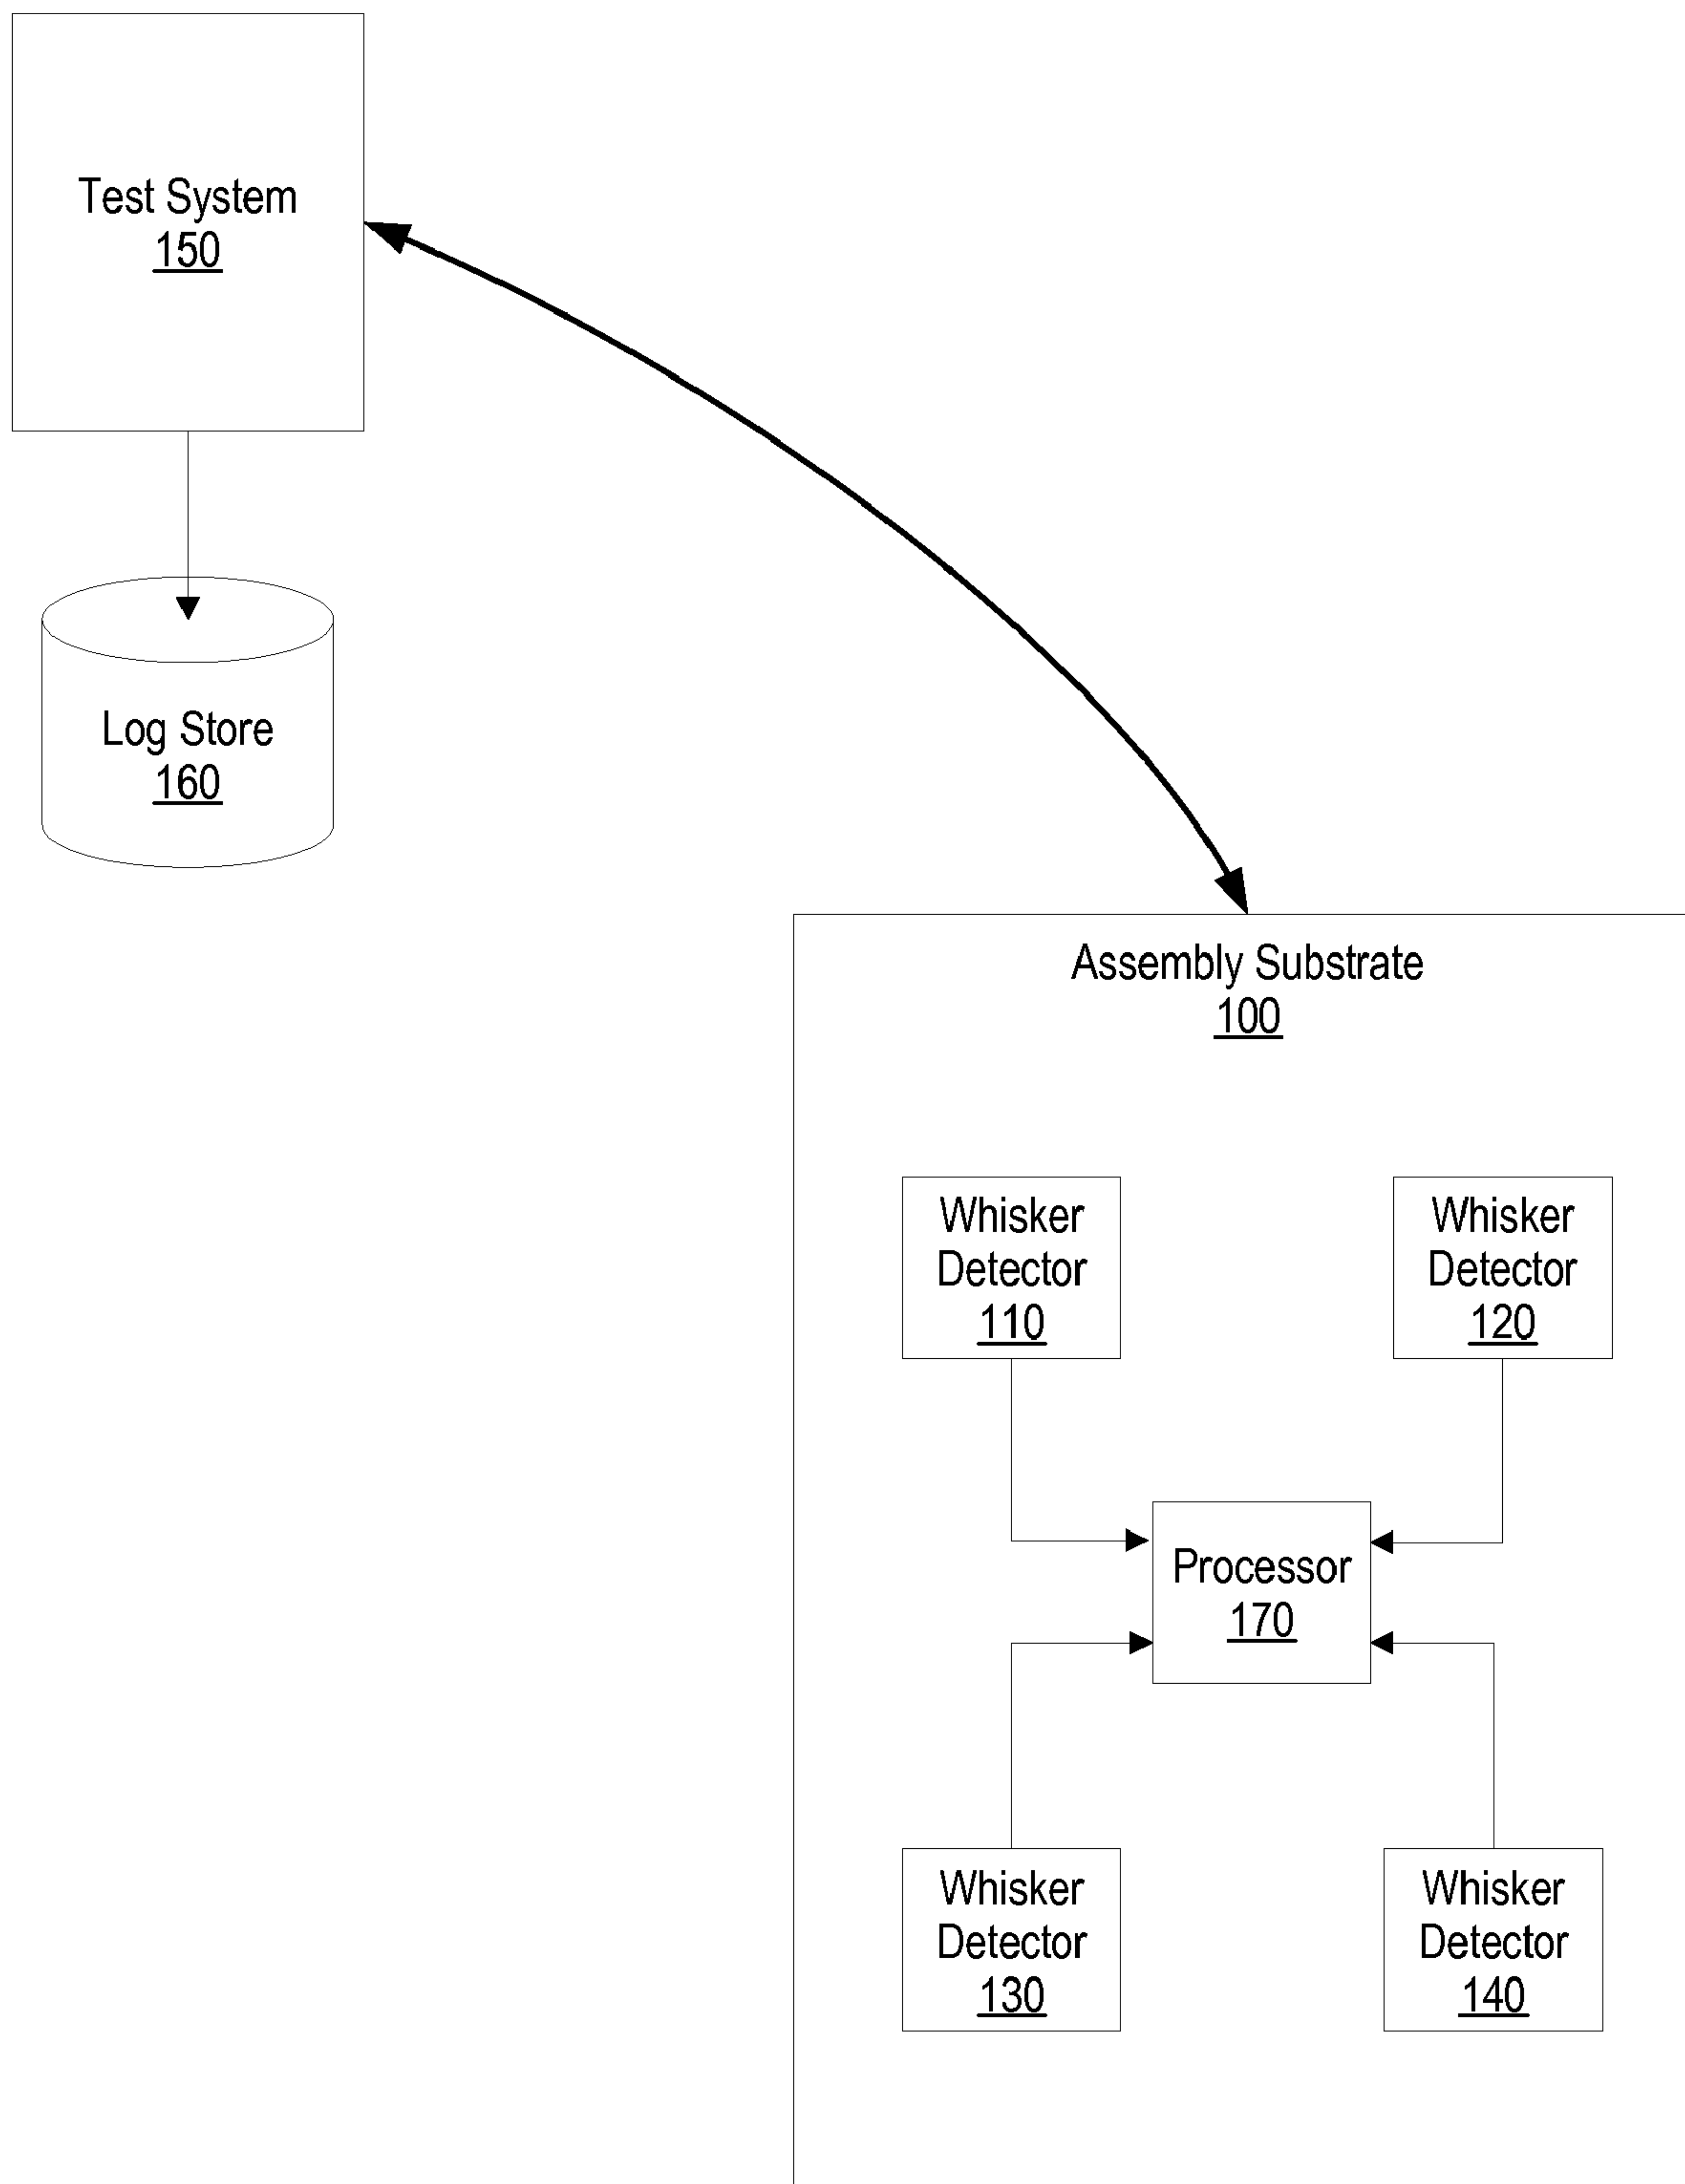 Test System
150
Log Store
160
Assembly Substrate
100
Whisker
Detector
110
Whisker
Detector
120
Processor
170
Whisker
Detector
130
Whisker
Detector
140